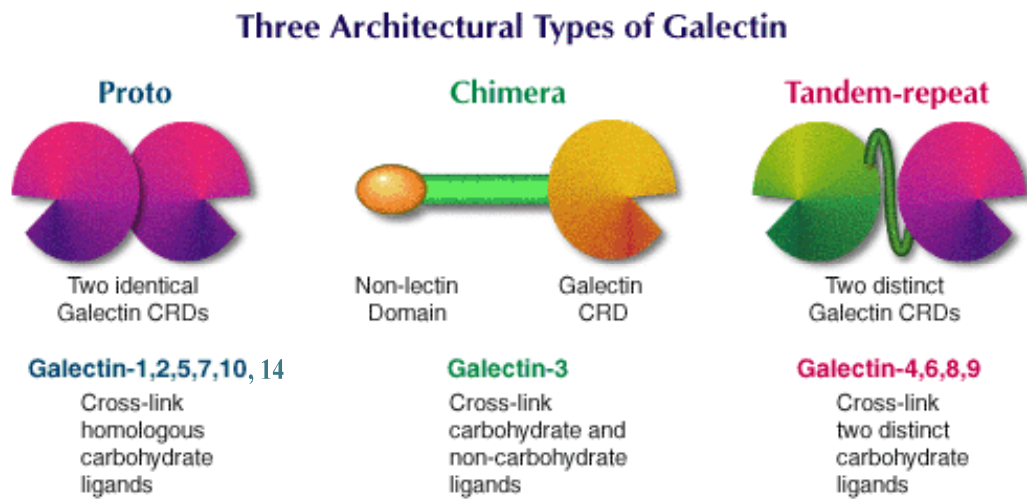 Three Architectural Types of Galectin
Proto
Chimera
Tandem-repeat
Two identical
Galectin CRDs
Non-lectin
Domain
Galectin
CRD
Two distinct
Galectin CRDs
Galectin-1,2,5,7,10, 14
Cross-link
homologous
carbohydrate
ligands
Galectin-3
Cross-link
carbohydrate and
non-carbohydrate
ligands
Galectin-4,6,8,9
Cross-link
two distinct
carbohydrate
ligands